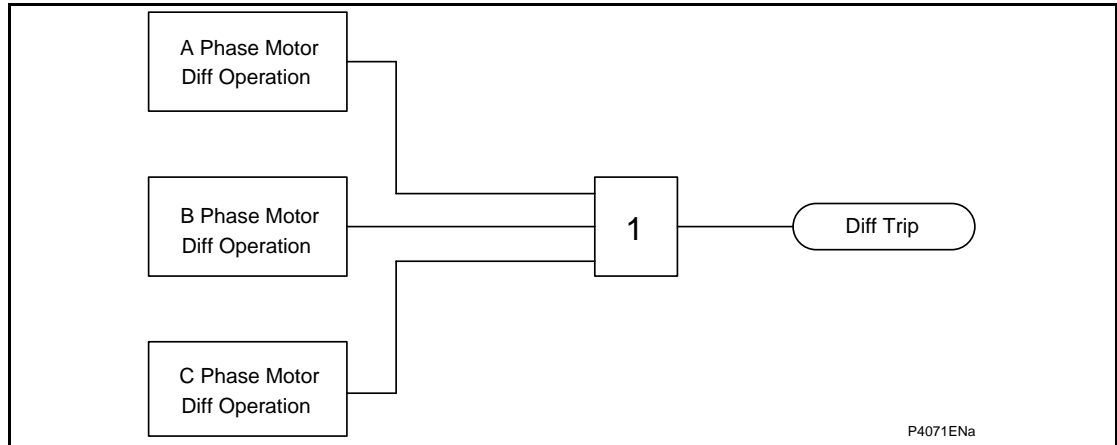 A Phase Motor
Diff Operation
B Phase Motor
Diff Operation
1
Diff Trip
C Phase Motor
Diff Operation
P4071ENa